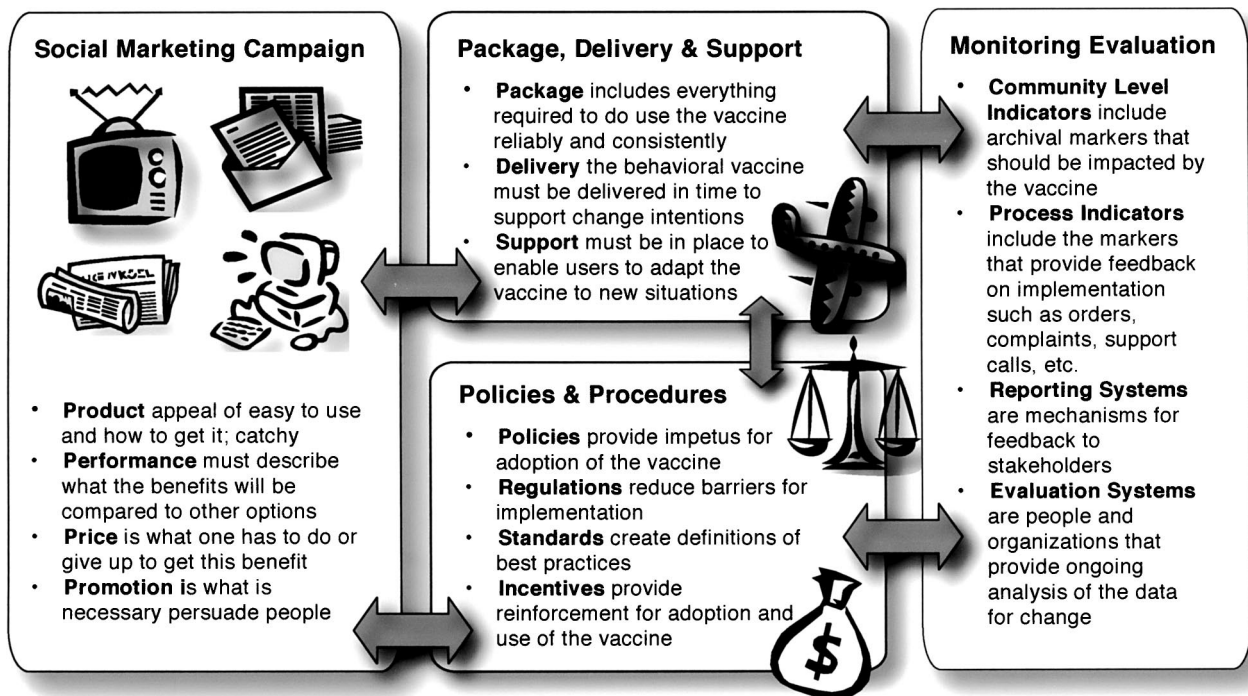 Social Marketing Campaign
• Product appeal of easy to use
and how to get it; catchy
• Performance must describe
what the benefits will be
compared to other options
• Price is what one has to do or
give up to get this benefit
• Promotion is what is
necessary persuade people
Package, Delivery & Support
• Package includes everything
required to do use the vaccine
reliably and consistently
• Delivery the behavioral vaccine
must be delivered in time to
support change intentions
• Support must be in place to
enable users to adapt the
vaccine to new situations
Policies & Procedures
• Policies provide impetus for
adoption of the vaccine
• Regulations reduce barriers for
implementation
• Standards create definitions of
best practices
• Incentives provide
reinforcement for adoption and
use of the vaccine
$
Monitoring Evaluation
• Community Level
Indicators include
archival markers that
should be impacted by
the vaccine
• Process Indicators
include the markers
that provide feedback
on implementation
such as orders,
complaints, support
calls, etc.
• Reporting Systems
are mechanisms for
feedback to
stakeholders
• Evaluation Systems
are people and
organizations that
provide ongoing
analysis of the data
for change